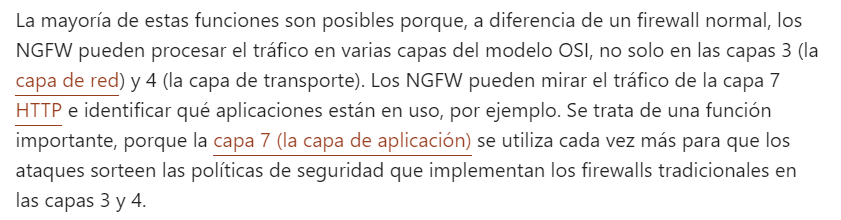 La mayoría de estas funciones son posibles porque, a diferencia de un firewall normal, los
NGFW pueden procesar el tráfico en varias capas del modelo OSI, no solo en las capas 3 (la
capa de red) y 4 (la capa de transporte). Los NGFW pueden mirar el tráfico de la capa 7
HTTP e identificar qué aplicaciones están en uso, por ejemplo. Se trata de una función
importante, porque la capa 7 (la capa de aplicación) se utiliza cada vez más para que los
ataques sorteen las políticas de seguridad que implementan los firewalls tradicionales en
las capas 3 y 4.